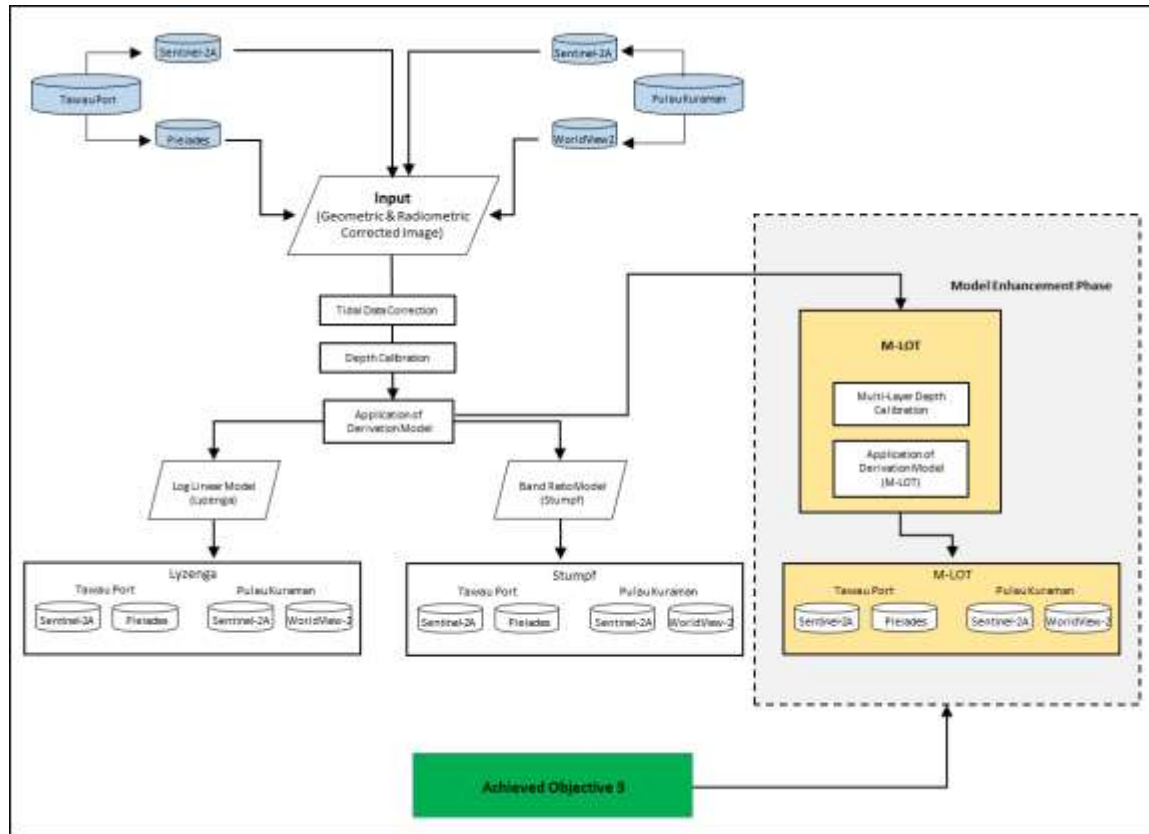 Sentinel-2A
Sentinel-2A
Tawau Port
Pulau Kuraman
Pleiades
WorldView2
Input
(Geometric & Radiometric
Corrected Image)
Model Enhancement Phase
Tidal Data Correction
M-LOT
Depth Calibration
Multi-Layer Depth
Calibration
Application of
Derivation Model
Application of
Derivation Model
(M-LOT)
Log Linear Model
(Lyzenga)
Band Ratio Model
(Stumpf)
Lyzenga
Tawau Port
Pulau Kuraman
Sentinel-2A
Pleiades
Sentinel-2A
WorldView-2
Stumpf
Tawau Port
Pulau Kuraman
Sentinel-2A
Pleiades
Sentinel-2A
WorldView-2
M-LOT
Tawau Port
Pulau Kuraman
Sentinel-2A
Pleiades
Sentinel-2A
WorldView-2
Achieved Objective 3